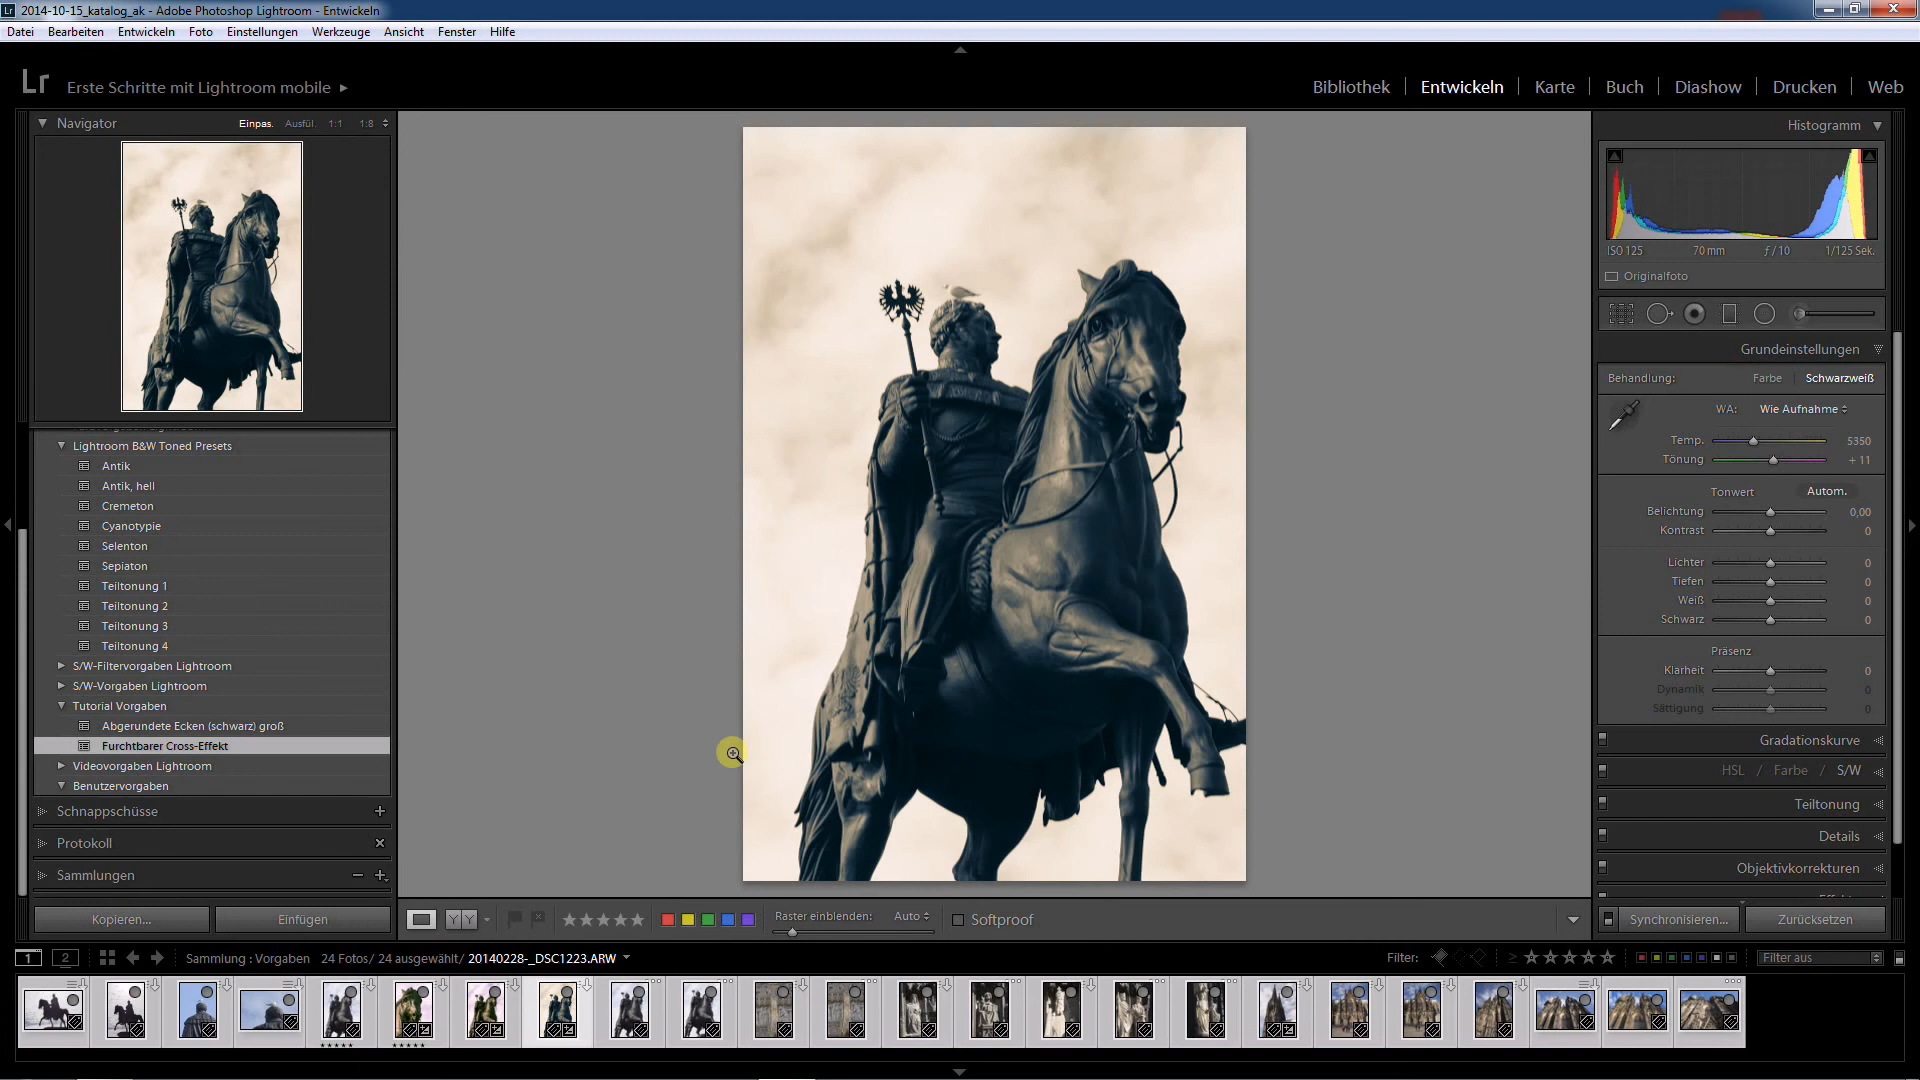 2014-10-15_katalog_ak - Adobe Photoshop Lightroom - Entwickeln
Datei Bearbeiten Entwickeln Foto Einstellungen Werkzeuge Ansicht Fenster Hilfe
Lr Erste Schritte mit Lightroom mobile
Bibliothek Entwickeln Karte Buch Diashow Drucken Web
Navigator Einpas. Ausfül. 1:1 1:8
Lightroom B&W Toned Presets
Antik
Antik, hell
Cremeton
Cyanotypie
Selenton
Sepiaton
Teiltonung 1
Teiltonung 2
Teiltonung 3
Teiltonung 4
S/W-Filtervorgaben Lightroom
S/W-Vorgaben Lightroom
Tutorial Vorgaben
Abgerundete Ecken (schwarz) groß
Furchtbarer Cross-Effekt
Videovorgaben Lightroom
Benutzervorgaben
Schnappschüsse
Protokoll
Sammlungen
Kopieren... Einfügen
Raster einblenden: Auto Softproof
Histogramm
ISO 125 70 mm ƒ / 10 1/125 Sek.
Originalfoto
Grundeinstellungen
Behandlung: Farbe Schwarzweiß
WA: Wie Aufnahme
Temp. 5350
Tönung + 11
Tonwert Autom.
Belichtung 0,00
Kontrast 0
Lichter 0
Tiefen 0
Weiß 0
Schwarz 0
Präsenz
Klarheit 0
Dynamik 0
Sättigung 0
Gradationskurve
HSL / Farbe / S/W
Teiltonung
Details
Objektivkorrekturen
Synchronisieren... Zurücksetzen
1 2 Sammlung : Vorgaben 24 Fotos/ 24 ausgewählt/ 20140228-_DSC1223.ARW
Filter: Filter aus